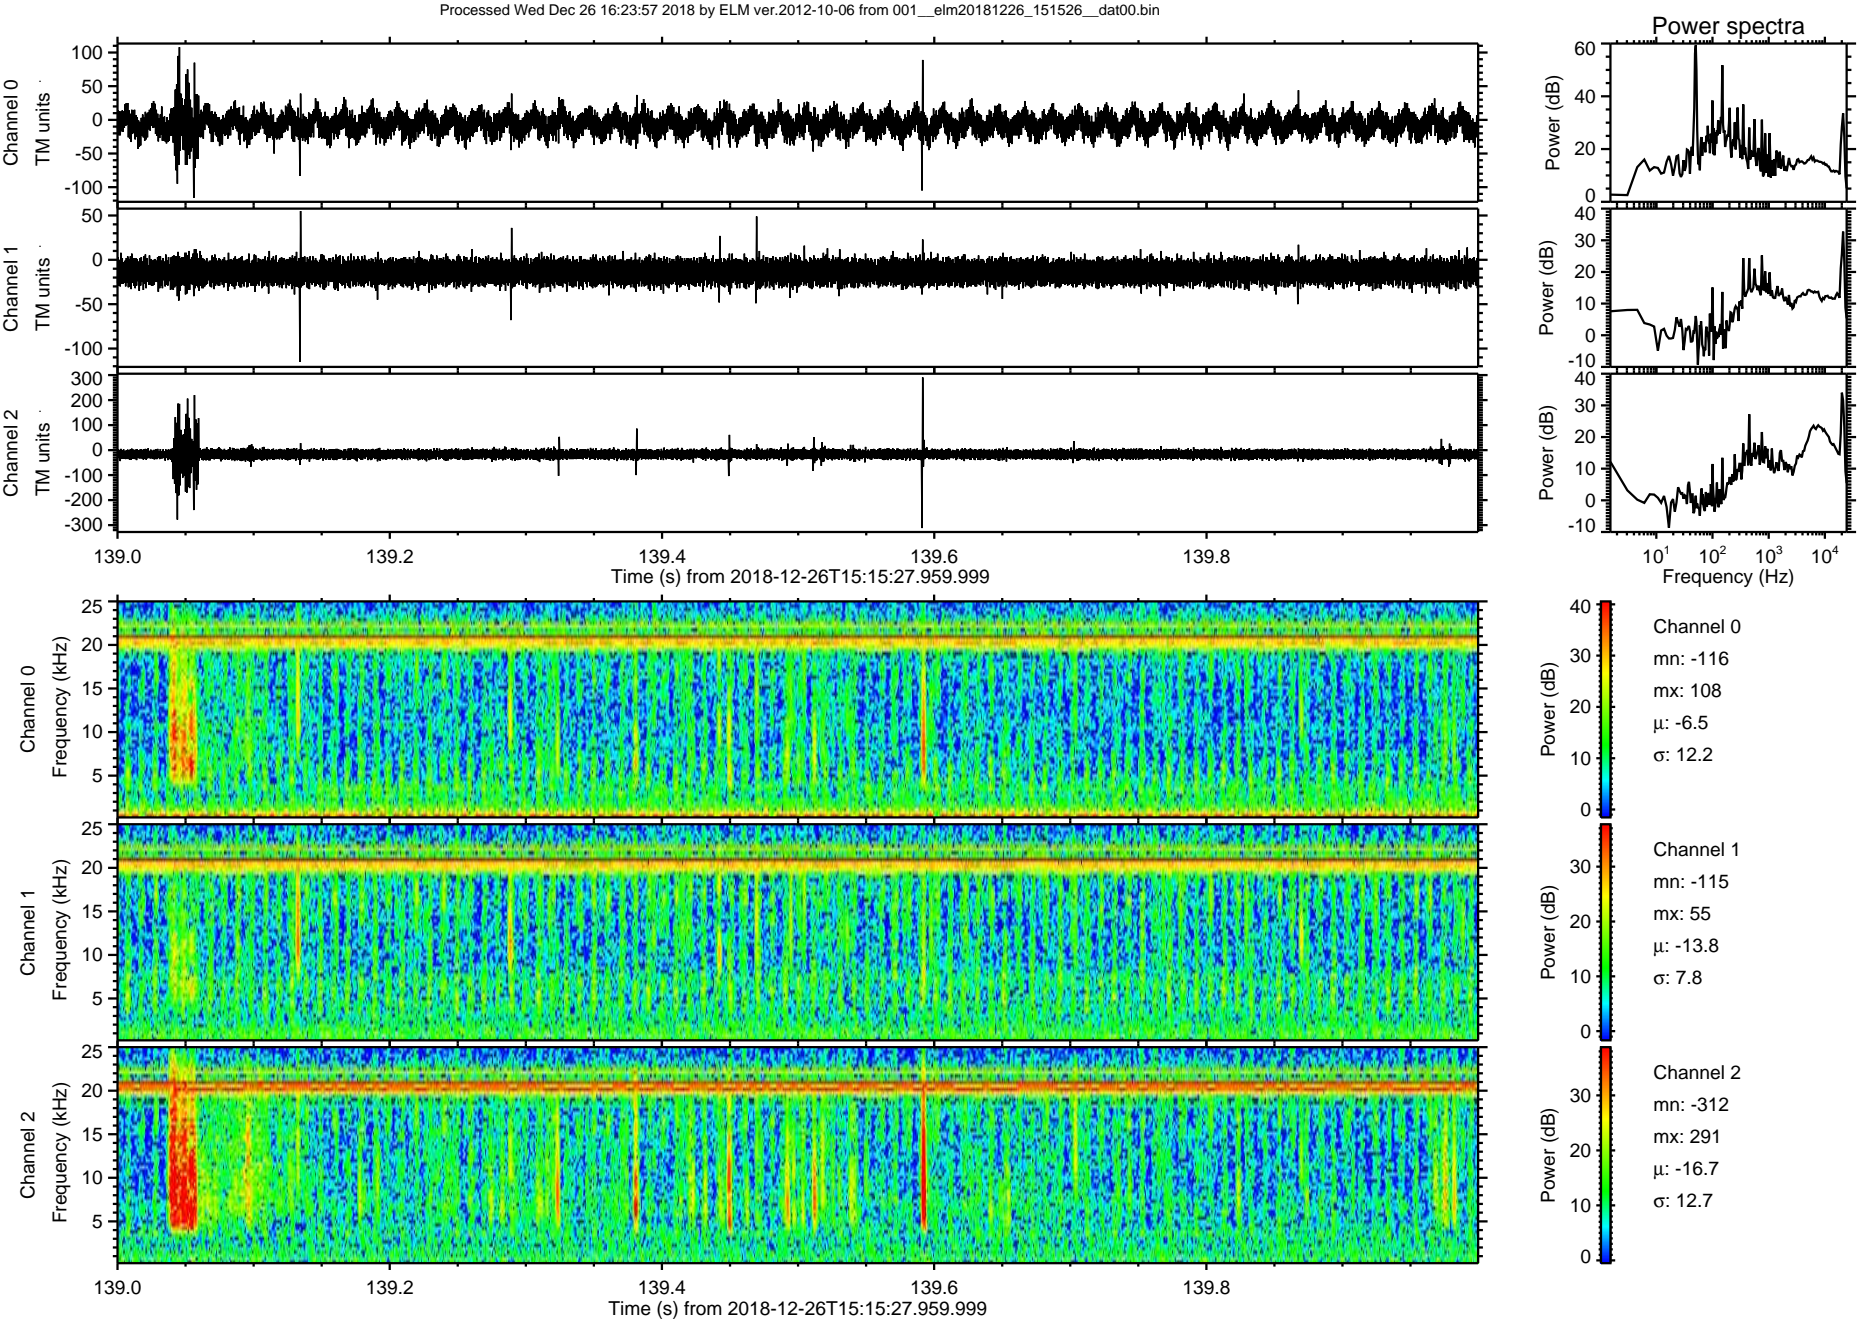 Processed Wed Dec 26 16:23:57 2018 by ELM ver.2012-10-06 from 001__elm20181226_151526__dat00.bin
Power spectra
Channel 0
TM units
100
50
0
-50
-100
Power (dB)
60
40
20
0
Channel 1
TM units
50
0
-50
-100
Power (dB)
40
30
20
10
0
-10
Channel 2
TM units
300
200
100
0
-100
-200
-300
Power (dB)
40
30
20
10
0
-10
139.0 139.2 139.4 139.6 139.8
Time (s) from 2018-12-26T15:15:27.959.999
10¹ 10² 10³ 10⁴
Frequency (Hz)
Channel 0
Frequency (kHz)
25
20
15
10
5
Power (dB)
40
30
20
10
0
Channel 0
mn: -116
mx: 108
μ: -6.5
σ: 12.2
Channel 1
Frequency (kHz)
25
20
15
10
5
Power (dB)
30
20
10
0
Channel 1
mn: -115
mx: 55
μ: -13.8
σ: 7.8
Channel 2
Frequency (kHz)
25
20
15
10
5
Power (dB)
30
20
10
0
Channel 2
mn: -312
mx: 291
μ: -16.7
σ: 12.7
139.0 139.2 139.4 139.6 139.8
Time (s) from 2018-12-26T15:15:27.959.999